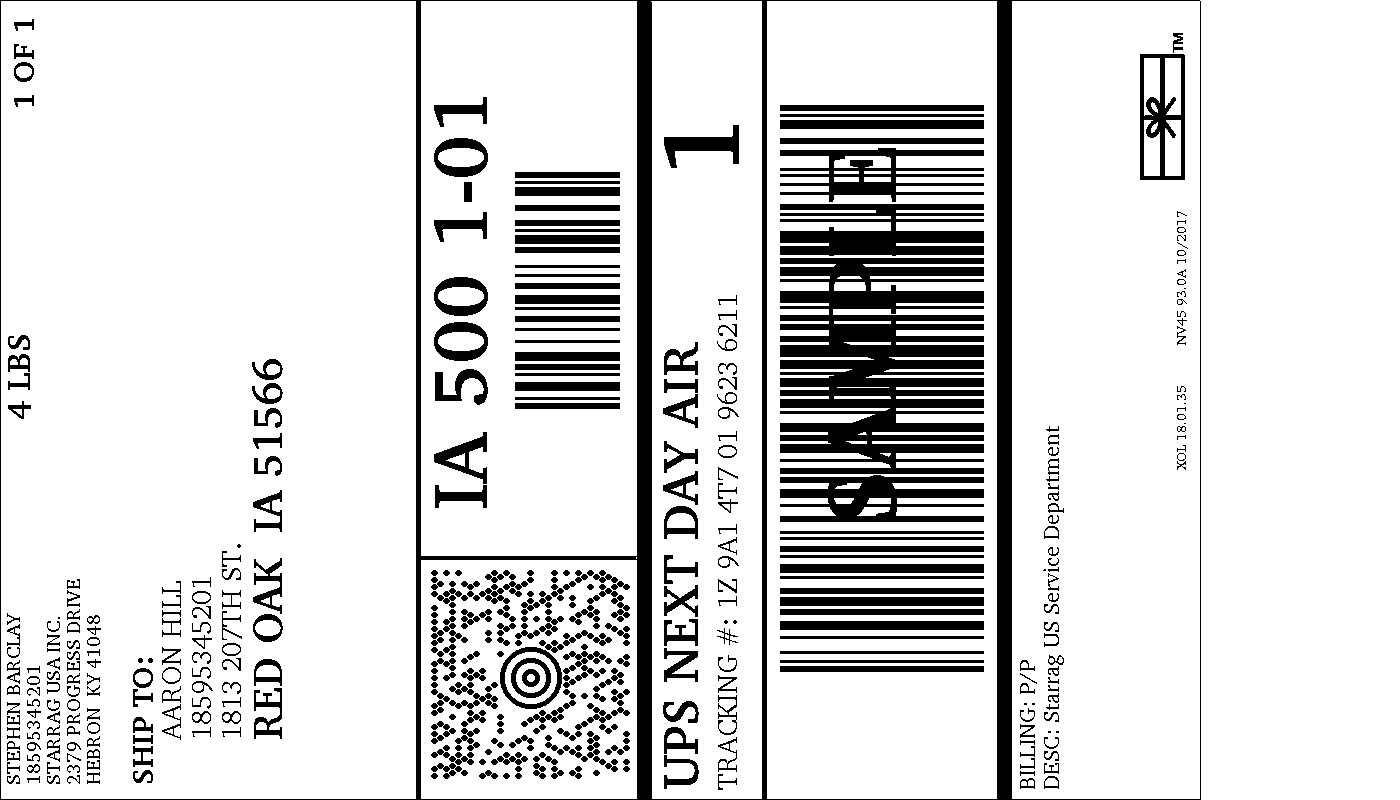 STEPHEN BARCLAY
18595345201
STARRAG USA INC.
2379 PROGRESS DRIVE
HEBRON KY 41048
4 LBS
1 OF 1
SHIP TO:
AARON HILL
18595345201
1813 207TH ST.
RED OAK IA 51566
IA 500 1-01
UPS NEXT DAY AIR
1
TRACKING #: 1Z 9A1 4T7 01 9623 6211
SAMPLE
BILLING: P/P
DESC: Starrag US Service Department
XOL 18.01.35
NV45 93.0A 10/2017
TM